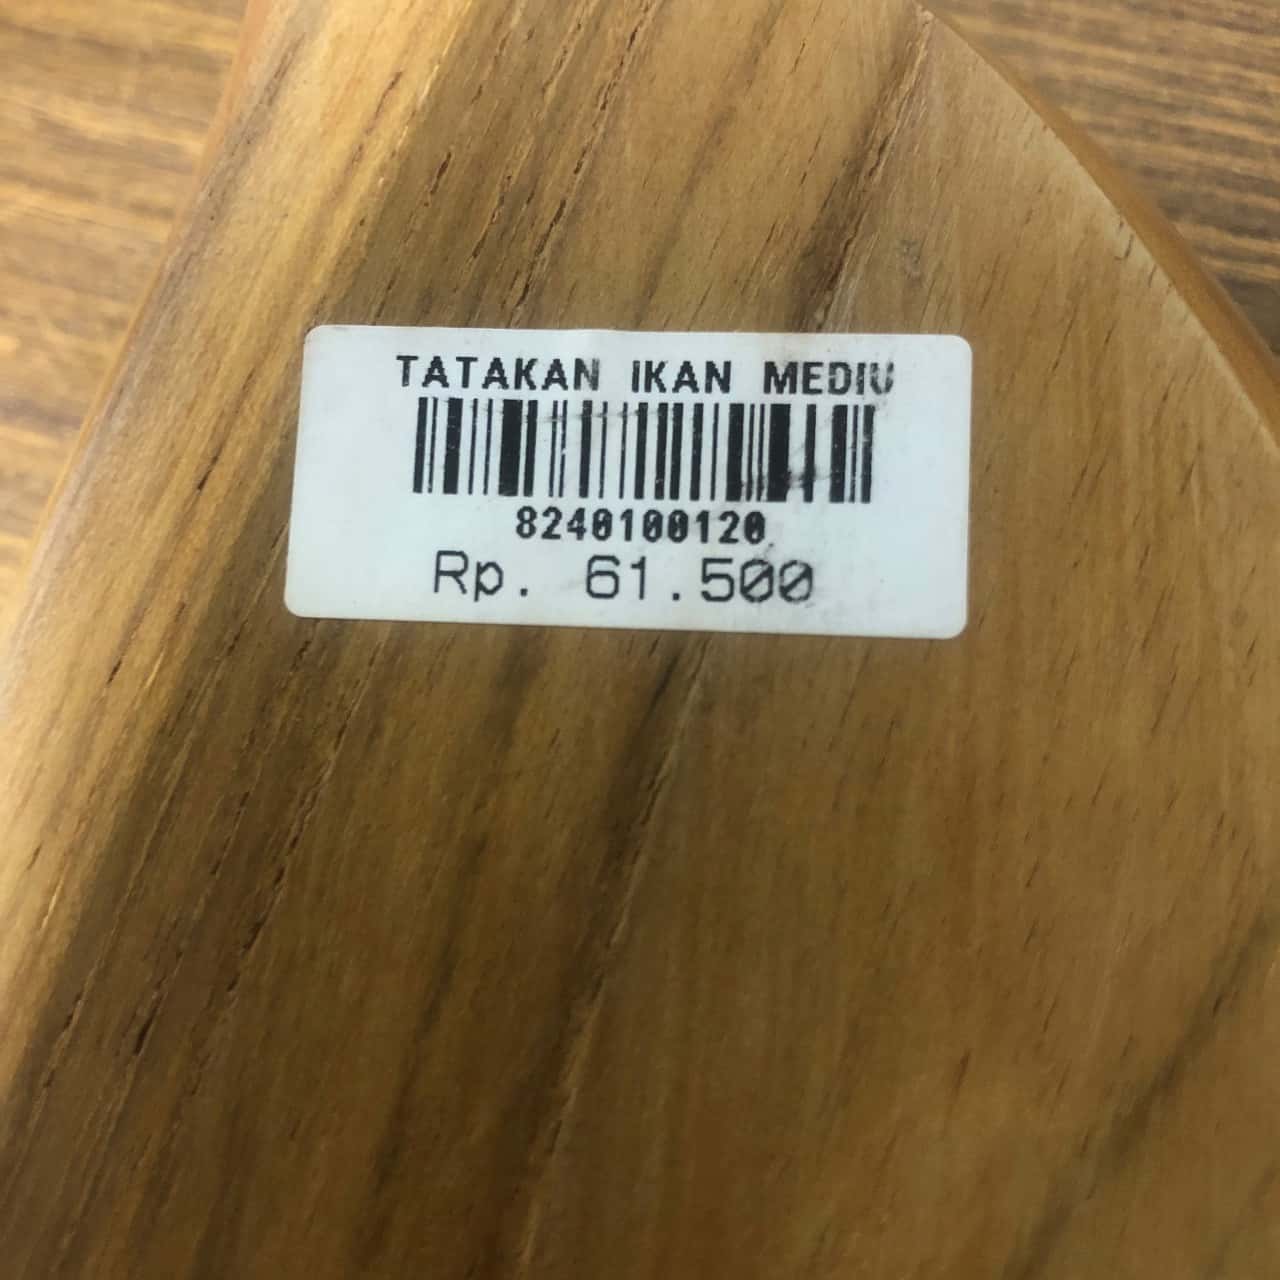 TATAKAN IKAN MEDIU
8240100120
Rp. 61.500